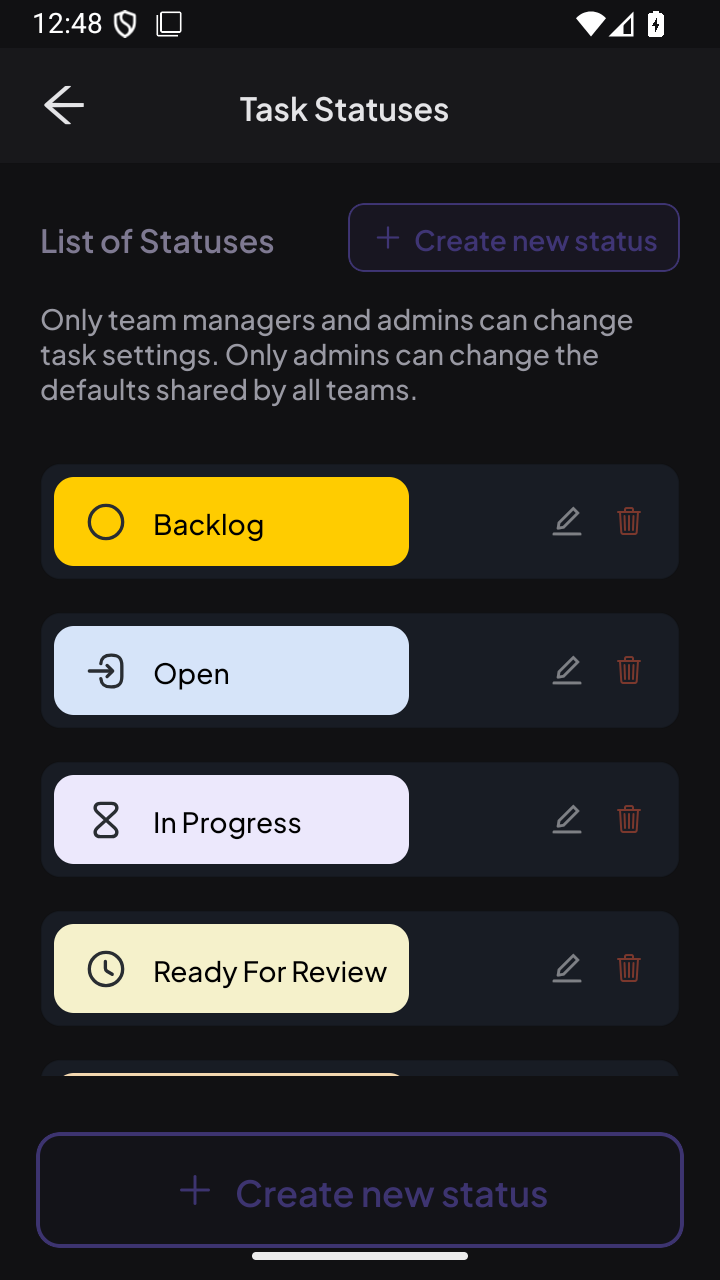 12:48
Task Statuses
List of Statuses
Create new status
Only team managers and admins can change
task settings. Only admins can change the
defaults shared by all teams.
Backlog
Open
In Progress
Ready For Review
Create new status